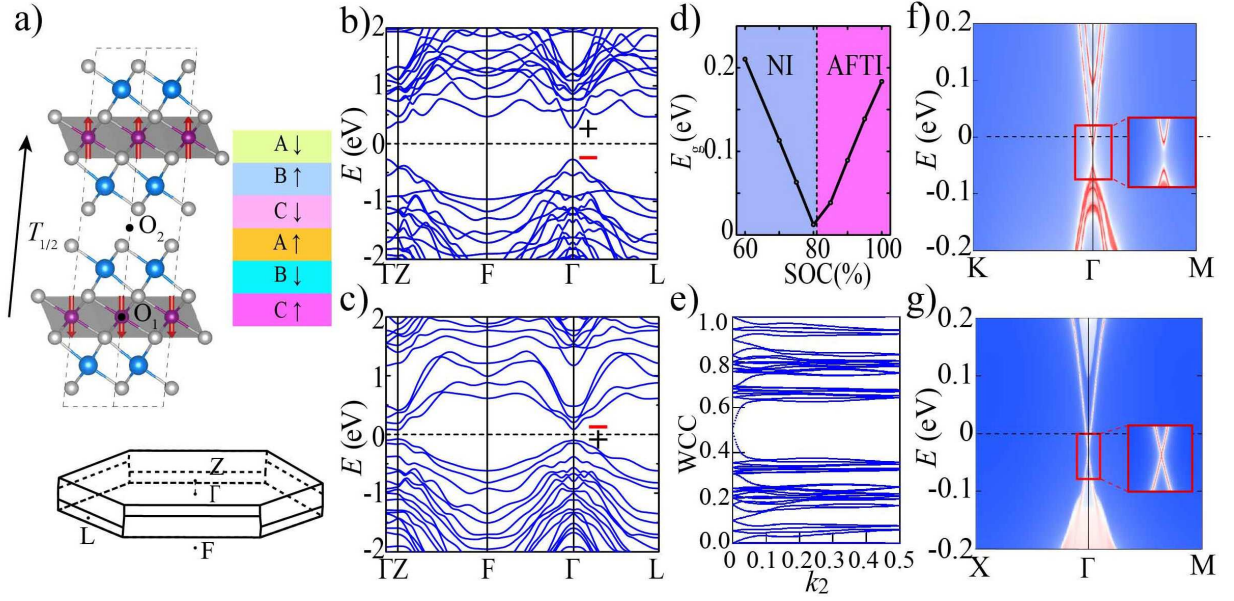 a)
T1/2
O2
O1
A↓
B↑
C↓
A↑
B↓
C↑
Z
Γ
L
F
b)
E (eV)
2
1
0
-1
-2
+
−
Γ Z F Γ L
c)
E (eV)
2
1
0
-1
-2
−
+
Γ Z F Γ L
d)
Eg(eV)
0.2
0.1
0
NI AFTI
60 80 100
SOC(%)
e)
WCC
1.0
0.8
0.6
0.4
0.2
0.0
0 0.1 0.2 0.3 0.4 0.5
k2
f)
E (eV)
0.2
0.1
0
-0.1
-0.2
K Γ M
g)
E (eV)
0.2
0.1
0
-0.1
-0.2
X Γ M